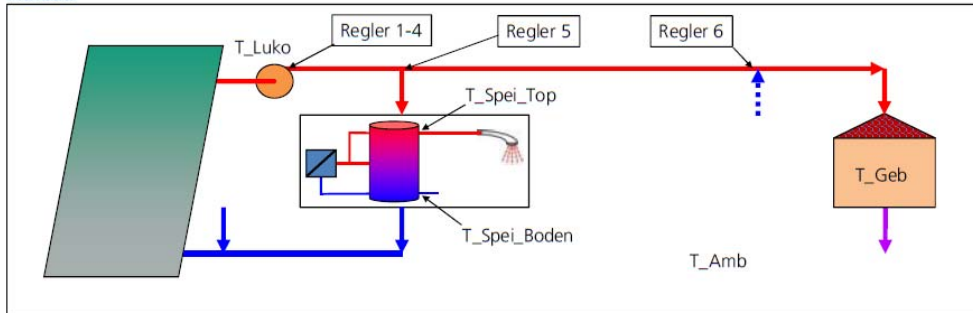 T_Luko
Regler 1-4
Regler 5
Regler 6
T_Spei_Top
T_Geb
T_Spei_Boden
T_Amb